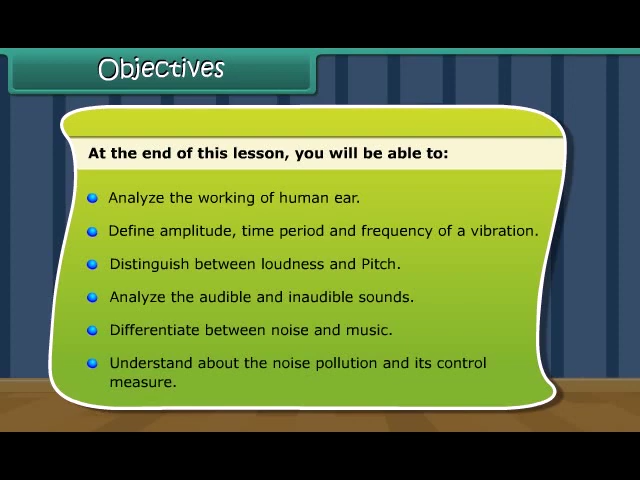 Objectives
At the end of this lesson, you will be able to:
Analyze the working of human ear.
Define amplitude, time period and frequency of a vibration.
Distinguish between loudness and Pitch.
Analyze the audible and inaudible sounds.
Differentiate between noise and music.
Understand about the noise pollution and its control
measure.